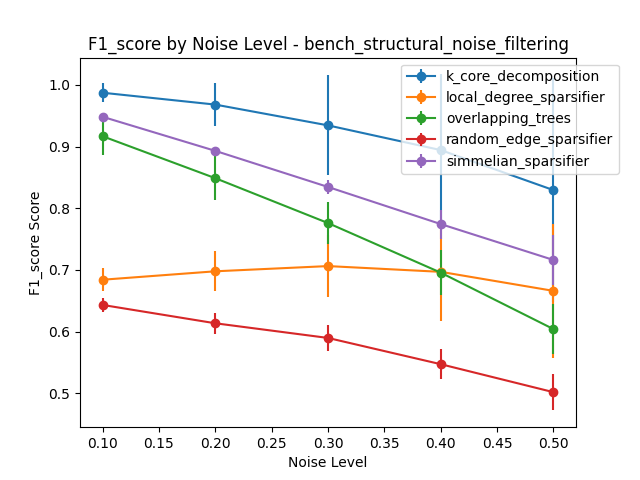 F1_score by Noise Level - bench_structural_noise_filtering
k_core_decomposition
local_degree_sparsifier
overlapping_trees
random_edge_sparsifier
simmelian_sparsifier
F1_score Score
1.0
0.9
0.8
0.7
0.6
0.5
0.10 0.15 0.20 0.25 0.30 0.35 0.40 0.45 0.50
Noise Level